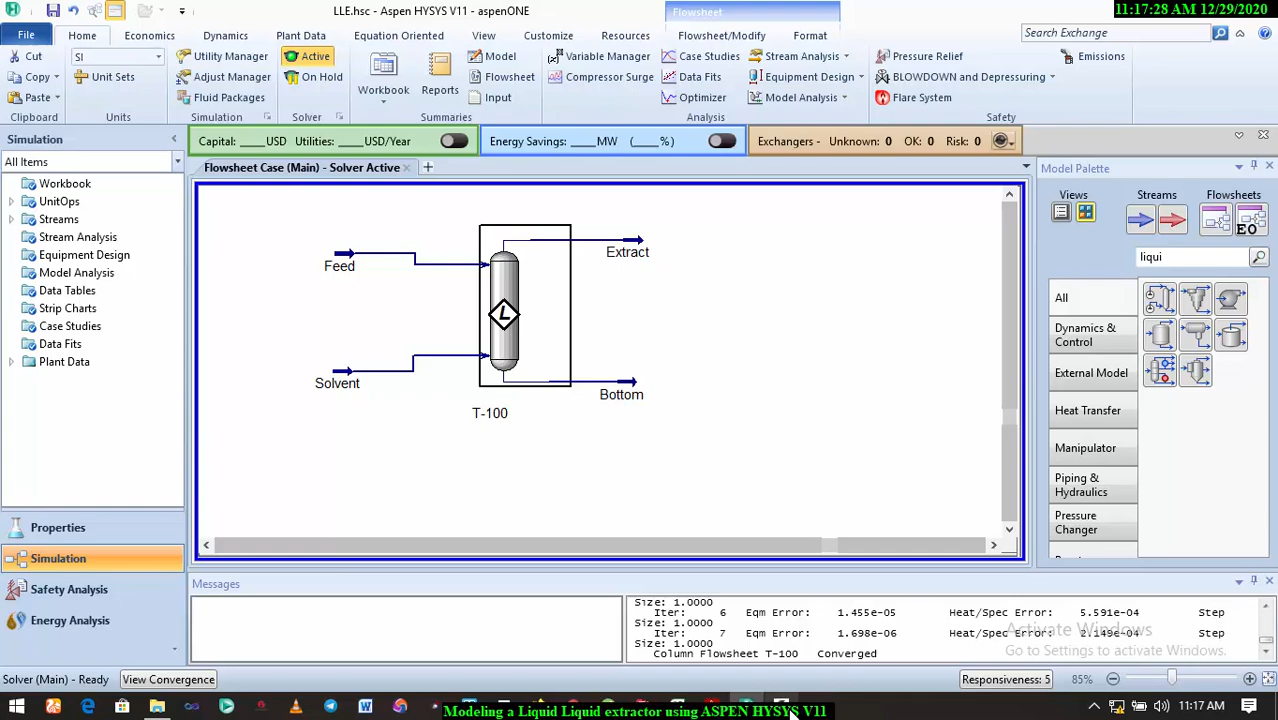 LLE.hsc - Aspen HYSYS V11 - aspenONE
Flowsheet
11:17:28 AM 12/29/2020
File
Home
Economics
Dynamics
Plant Data
Equation Oriented
View
Customize
Resources
Flowsheet/Modify
Format
Search Exchange
Cut
Copy
Paste
Clipboard
SI
Unit Sets
Units
Utility Manager
Adjust Manager
Fluid Packages
Simulation
Active
On Hold
Solver
Workbook
Reports
Model
Flowsheet
Input
Summaries
Variable Manager
Compressor Surge
Case Studies
Data Fits
Optimizer
Stream Analysis
Equipment Design
Model Analysis
Analysis
Pressure Relief
BLOWDOWN and Depressuring
Flare System
Emissions
Safety
Simulation
All Items
Workbook
UnitOps
Streams
Stream Analysis
Equipment Design
Model Analysis
Data Tables
Strip Charts
Case Studies
Data Fits
Plant Data
Properties
Simulation
Safety Analysis
Energy Analysis
Capital: ____USD Utilities: ____USD/Year
Energy Savings: ____MW (____%)
Exchangers - Unknown: 0 OK: 0 Risk: 0
Flowsheet Case (Main) - Solver Active
Feed
Solvent
L
Extract
Bottom
T-100
Model Palette
Views
Streams
Flowsheets
EO
liqui
All
Dynamics &
Control
External Model
Heat Transfer
Manipulator
Piping &
Hydraulics
Pressure
Changer
Messages
Size: 1.0000
Iter: 6 Eqm Error: 1.455e-05 Heat/Spec Error: 5.591e-04 Step
Size: 1.0000
Iter: 7 Eqm Error: 1.698e-06 Heat/Spec Error: 2.149e-04 Step
Size: 1.0000
Column Flowsheet T-100 Converged
Activate Windows
Go to Settings to activate Windows.
Solver (Main) - Ready
View Convergence
Responsiveness: 5
85%
Modeling a Liquid Liquid extractor using ASPEN HYSYS V11
11:17 AM